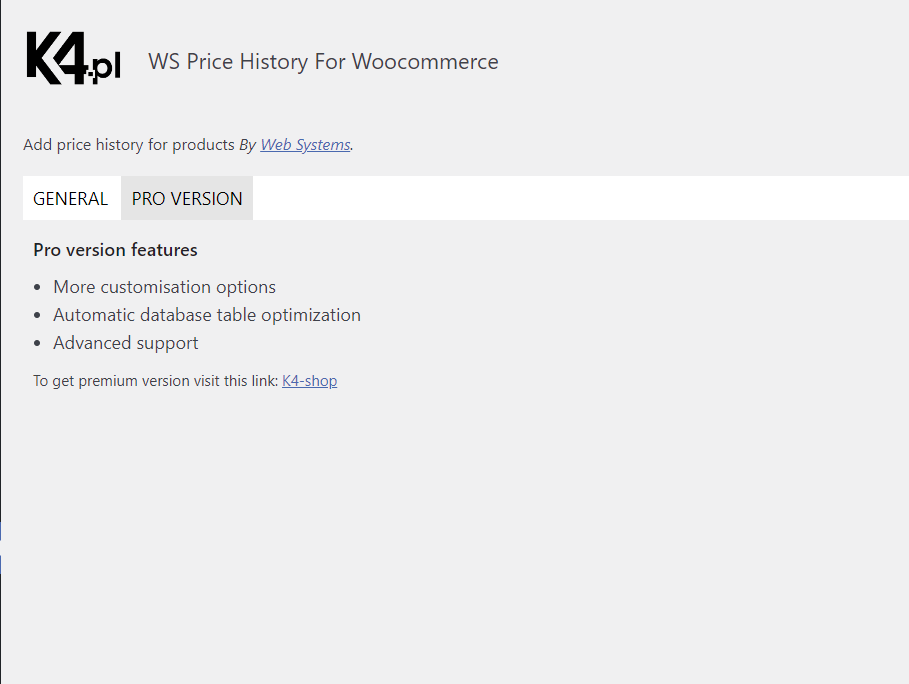 K4.pl
WS Price History For Woocommerce
Add price history for products By Web Systems.
GENERAL
PRO VERSION
Pro version features
• More customisation options
• Automatic database table optimization
• Advanced support
To get premium version visit this link: K4-shop